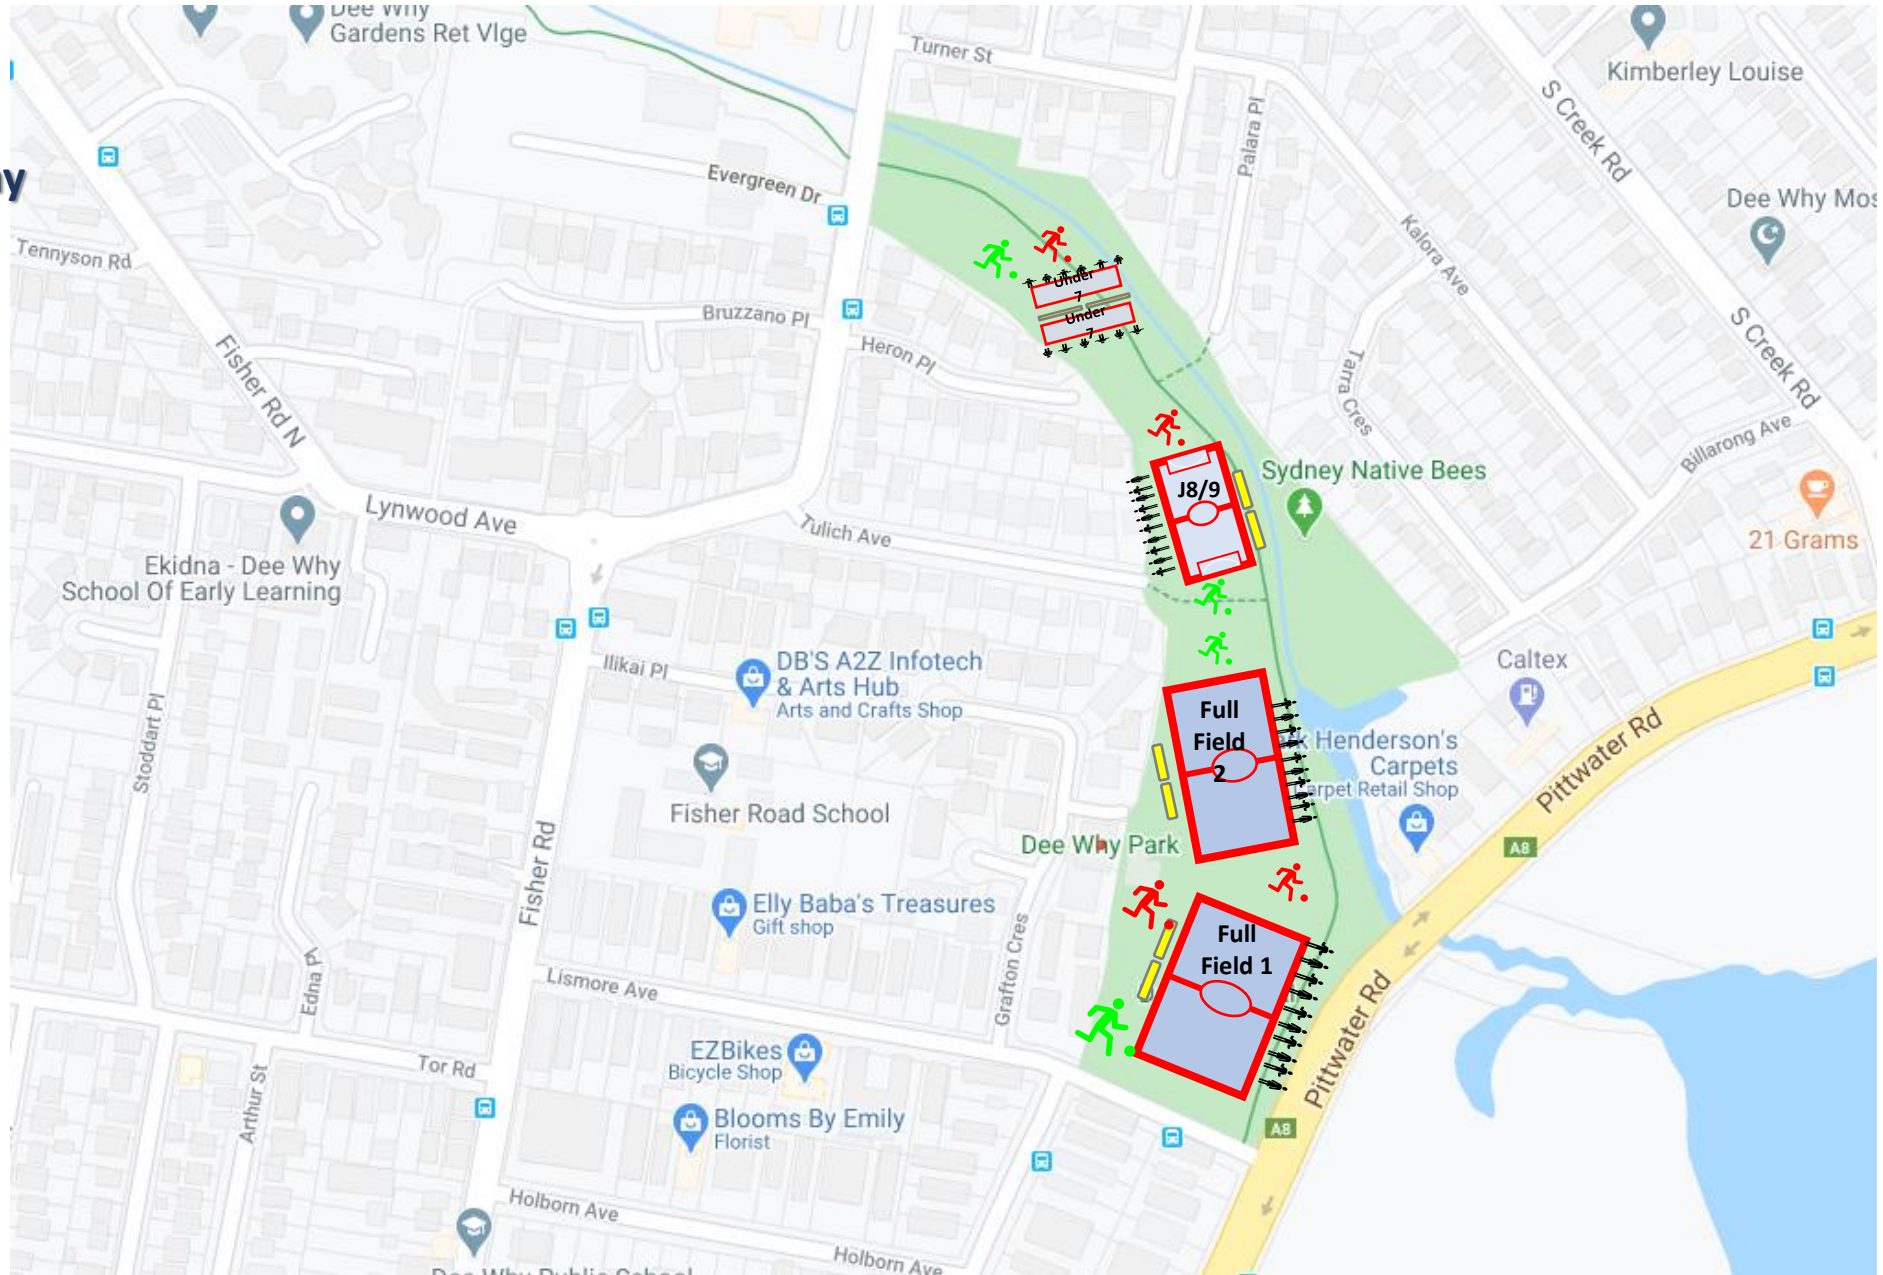 Dee Why
Gardens Ret Vlge
Turner St
Kimberley Louise
S Creek Rd
Palara Pl
Evergreen Dr
Dee Why Mos
Tennyson Rd
Kalora Ave
Under
7
Under
7
Bruzzano Pl
Heron Pl
S Creek Rd
Fisher Rd N
Tarra Cres
Billarong Ave
Sydney Native Bees
J8/9
Lynwood Ave
Tulich Ave
21 Grams
Ekidna - Dee Why
School Of Early Learning
Ilikai Pl
DB'S A2Z Infotech
& Arts Hub
Arts and Crafts Shop
Caltex
Stoddart Pl
Full
Field
2
Henderson's
Carpets
Carpet Retail Shop
Pittwater Rd
Fisher Road School
Dee Why Park
A8
Fisher Rd
Elly Baba's Treasures
Gift shop
Full
Field 1
Grafton Cres
Edna Pl
Lismore Ave
Pittwater Rd
EZBikes
Bicycle Shop
Tor Rd
Arthur St
Blooms By Emily
Florist
A8
Holborn Ave
Holborn Ave
Dee Why Public School